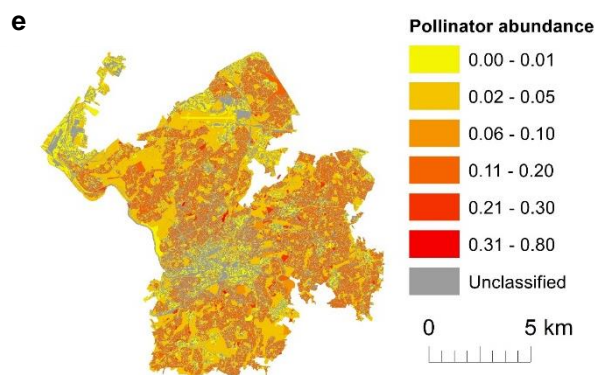 e
Pollinator abundance
0.00 - 0.01
0.02 - 0.05
0.06 - 0.10
0.11 - 0.20
0.21 - 0.30
0.31 - 0.80
Unclassified
0 5 km